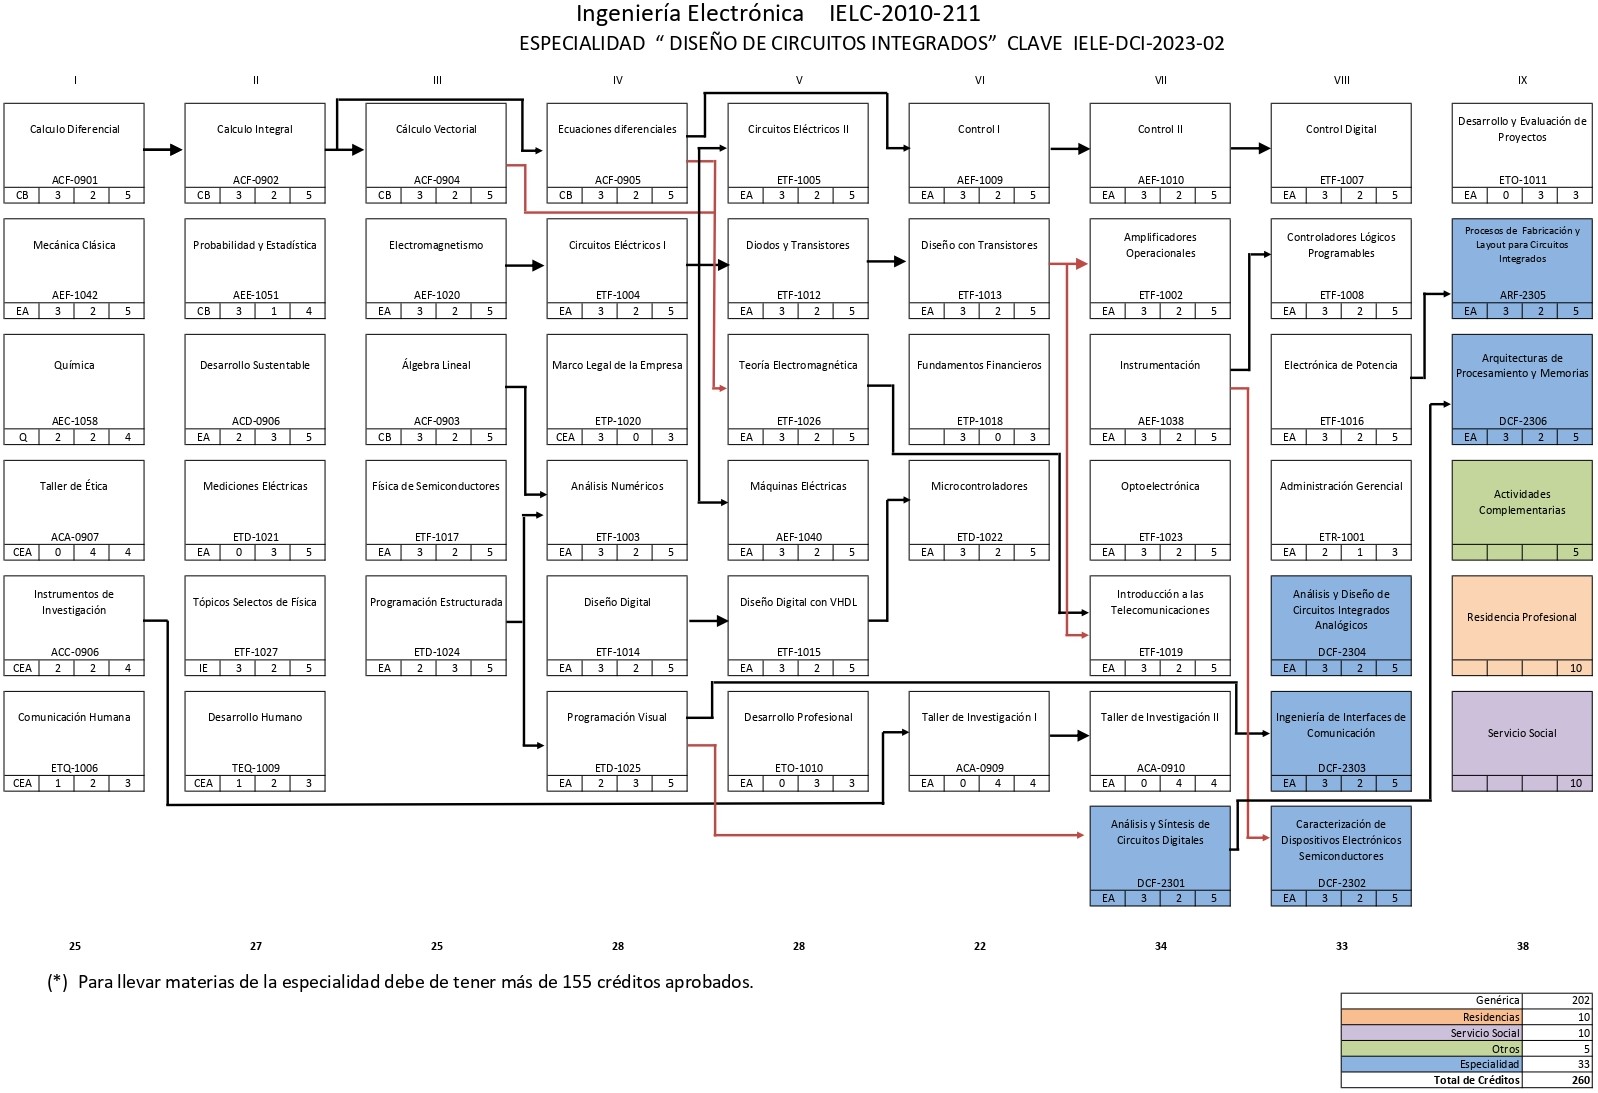 Ingeniería Electrónica IELC-2010-211
ESPECIALIDAD “ DISEÑO DE CIRCUITOS INTEGRADOS” CLAVE IELE-DCI-2023-02
I II III IV V VI VII VIII IX
Calculo Diferencial
ACF-0901
CB 3 2 5
Calculo Integral
ACF-0902
CB 3 2 5
Cálculo Vectorial
ACF-0904
CB 3 2 5
Ecuaciones diferenciales
ACF-0905
CB 3 2 5
Circuitos Eléctricos II
ETF-1005
EA 3 2 5
Control I
AEF-1009
EA 3 2 5
Control II
AEF-1010
EA 3 2 5
Control Digital
ETF-1007
EA 3 2 5
Desarrollo y Evaluación de
Proyectos
ETO-1011
EA 0 3 3
Mecánica Clásica
AEF-1042
EA 3 2 5
Probabilidad y Estadística
AEE-1051
CB 3 1 4
Electromagnetismo
AEF-1020
EA 3 2 5
Circuitos Eléctricos I
ETF-1004
EA 3 2 5
Diodos y Transistores
ETF-1012
EA 3 2 5
Diseño con Transistores
ETF-1013
EA 3 2 5
Amplificadores
Operacionales
ETF-1002
EA 3 2 5
Controladores Lógicos
Programables
ETF-1008
EA 3 2 5
Procesos de Fabricación y
Layout para Circuitos
Integrados
ARF-2305
EA 3 2 5
Química
AEC-1058
Q 2 2 4
Desarrollo Sustentable
ACD-0906
EA 2 3 5
Álgebra Lineal
ACF-0903
CB 3 2 5
Marco Legal de la Empresa
ETP-1020
CEA 3 0 3
Teoría Electromagnética
ETF-1026
EA 3 2 5
Fundamentos Financieros
ETP-1018
3 0 3
Instrumentación
AEF-1038
EA 3 2 5
Electrónica de Potencia
ETF-1016
EA 3 2 5
Arquitecturas de
Procesamiento y Memorias
DCF-2306
EA 3 2 5
Taller de Ética
ACA-0907
CEA 0 4 4
Mediciones Eléctricas
ETD-1021
EA 0 3 5
Física de Semiconductores
ETF-1017
EA 3 2 5
Análisis Numéricos
ETF-1003
EA 3 2 5
Máquinas Eléctricas
AEF-1040
EA 3 2 5
Microcontroladores
ETD-1022
EA 3 2 5
Optoelectrónica
ETF-1023
EA 3 2 5
Administración Gerencial
ETR-1001
EA 2 1 3
Actividades
Complementarias
5
Instrumentos de
Investigación
ACC-0906
CEA 2 2 4
Tópicos Selectos de Física
ETF-1027
IE 3 2 5
Programación Estructurada
ETD-1024
EA 2 3 5
Diseño Digital
ETF-1014
EA 3 2 5
Diseño Digital con VHDL
ETF-1015
EA 3 2 5
Introducción a las
Telecomunicaciones
ETF-1019
EA 3 2 5
Análisis y Diseño de
Circuitos Integrados
Analógicos
DCF-2304
EA 3 2 5
Residencia Profesional
10
Comunicación Humana
ETQ-1006
CEA 1 2 3
Desarrollo Humano
TEQ-1009
CEA 1 2 3
Programación Visual
ETD-1025
EA 2 3 5
Desarrollo Profesional
ETO-1010
EA 0 3 3
Taller de Investigación I
ACA-0909
EA 0 4 4
Taller de Investigación II
ACA-0910
EA 0 4 4
Ingeniería de Interfaces de
Comunicación
DCF-2303
EA 3 2 5
Servicio Social
10
Análisis y Síntesis de
Circuitos Digitales
DCF-2301
EA 3 2 5
Caracterización de
Dispositivos Electrónicos
Semiconductores
DCF-2302
EA 3 2 5
25 27 25 28 28 22 34 33 38
(*) Para llevar materias de la especialidad debe de tener más de 155 créditos aprobados.
Genérica 202
Residencias 10
Servicio Social 10
Otros 5
Especialidad 33
Total de Créditos 260